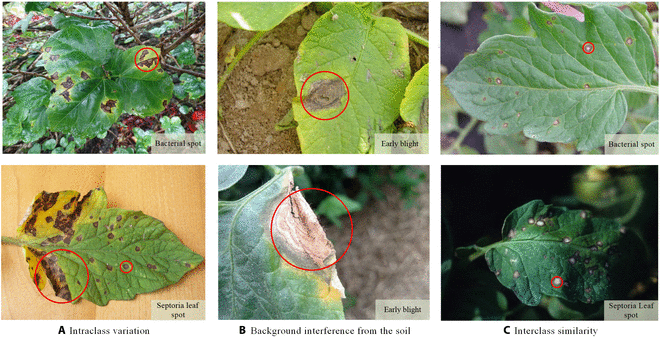 Bacterial spot
Early blight
Bacterial spot
Septoria leaf
spot
Early blight
Septoria Leaf
spot
A Intraclass variation
B Background interference from the soil
C Interclass similarity